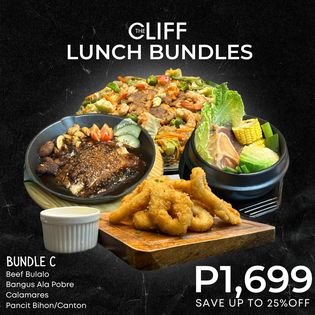 THE CLIFF
LUNCH BUNDLES
BUNDLE C
Beef Bulalo
Bangus Ala Pobre
Calamares
Pancit Bihon/Canton
P1,699
SAVE UP TO 25%OFF